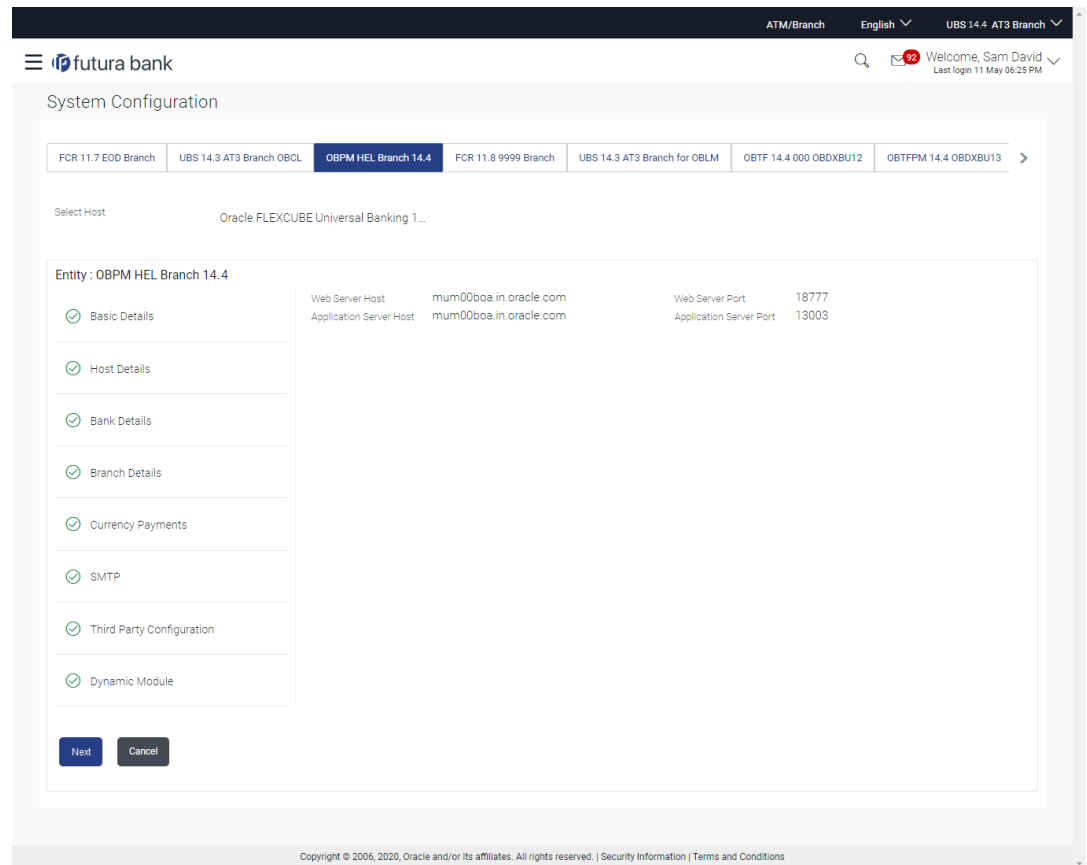 ATM/Branch English UBS 14.4 AT3 Branch
futura bank 92 Welcome, Sam David
Last login 11 May 06:25 PM
System Configuration
FCR 11.7 EOD Branch UBS 14.3 AT3 Branch OBCL OBPM HEL Branch 14.4 FCR 11.8 9999 Branch UBS 14.3 AT3 Branch for OBLM OBTF 14.4 000 OBDXBU12 OBTFPM 14.4 OBDXBU13
Select Host Oracle FLEXCUBE Universal Banking 1...
Entity : OBPM HEL Branch 14.4
Web Server Host mum00boa.in.oracle.com Web Server Port 18777
Application Server Host mum00boa.in.oracle.com Application Server Port 13003
Basic Details
Host Details
Bank Details
Branch Details
Currency Payments
SMTP
Third Party Configuration
Dynamic Module
Next Cancel
Copyright © 2006, 2020, Oracle and/or its affiliates. All rights reserved. | Security Information | Terms and Conditions